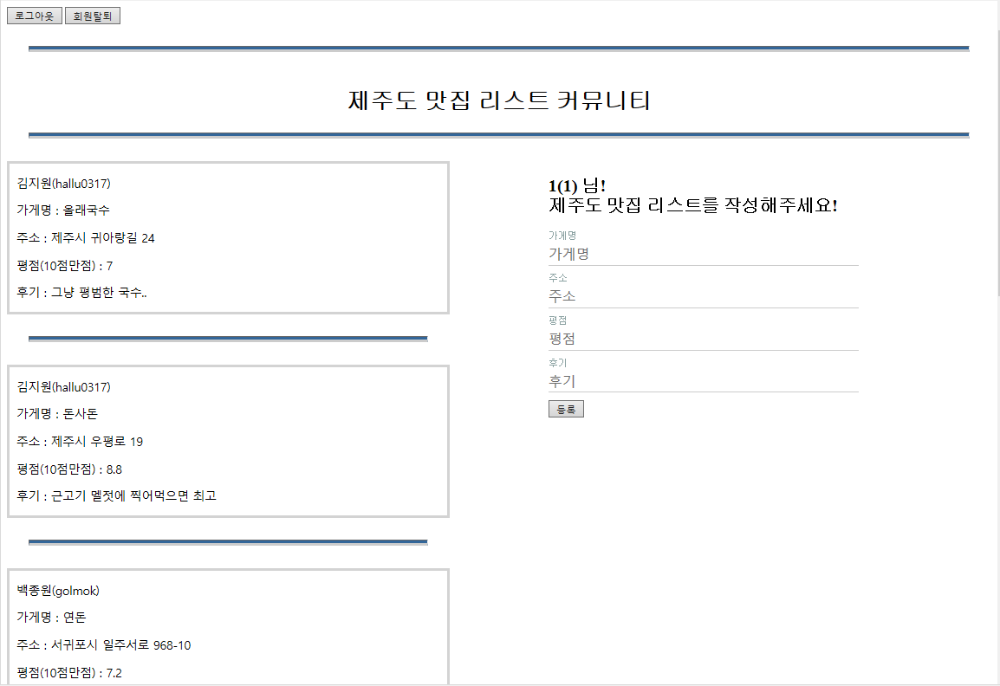 로그아웃 회원탈퇴
제주도 맛집 리스트 커뮤니티
김지원(hallu0317)
가게명 : 올래국수
주소 : 제주시 귀아랑길 24
평점(10점만점) : 7
후기 : 그냥 평범한 국수..
김지원(hallu0317)
가게명 : 돈사돈
주소 : 제주시 우평로 19
평점(10점만점) : 8.8
후기 : 근고기 멜젓에 찍어먹으면 최고
백종원(golmok)
가게명 : 연돈
주소 : 서귀포시 일주서로 968-10
평점(10점만점) : 7.2
1(1) 님!
제주도 맛집 리스트를 작성해주세요!
가게명
가게명
주소
주소
평점
평점
후기
후기
등록